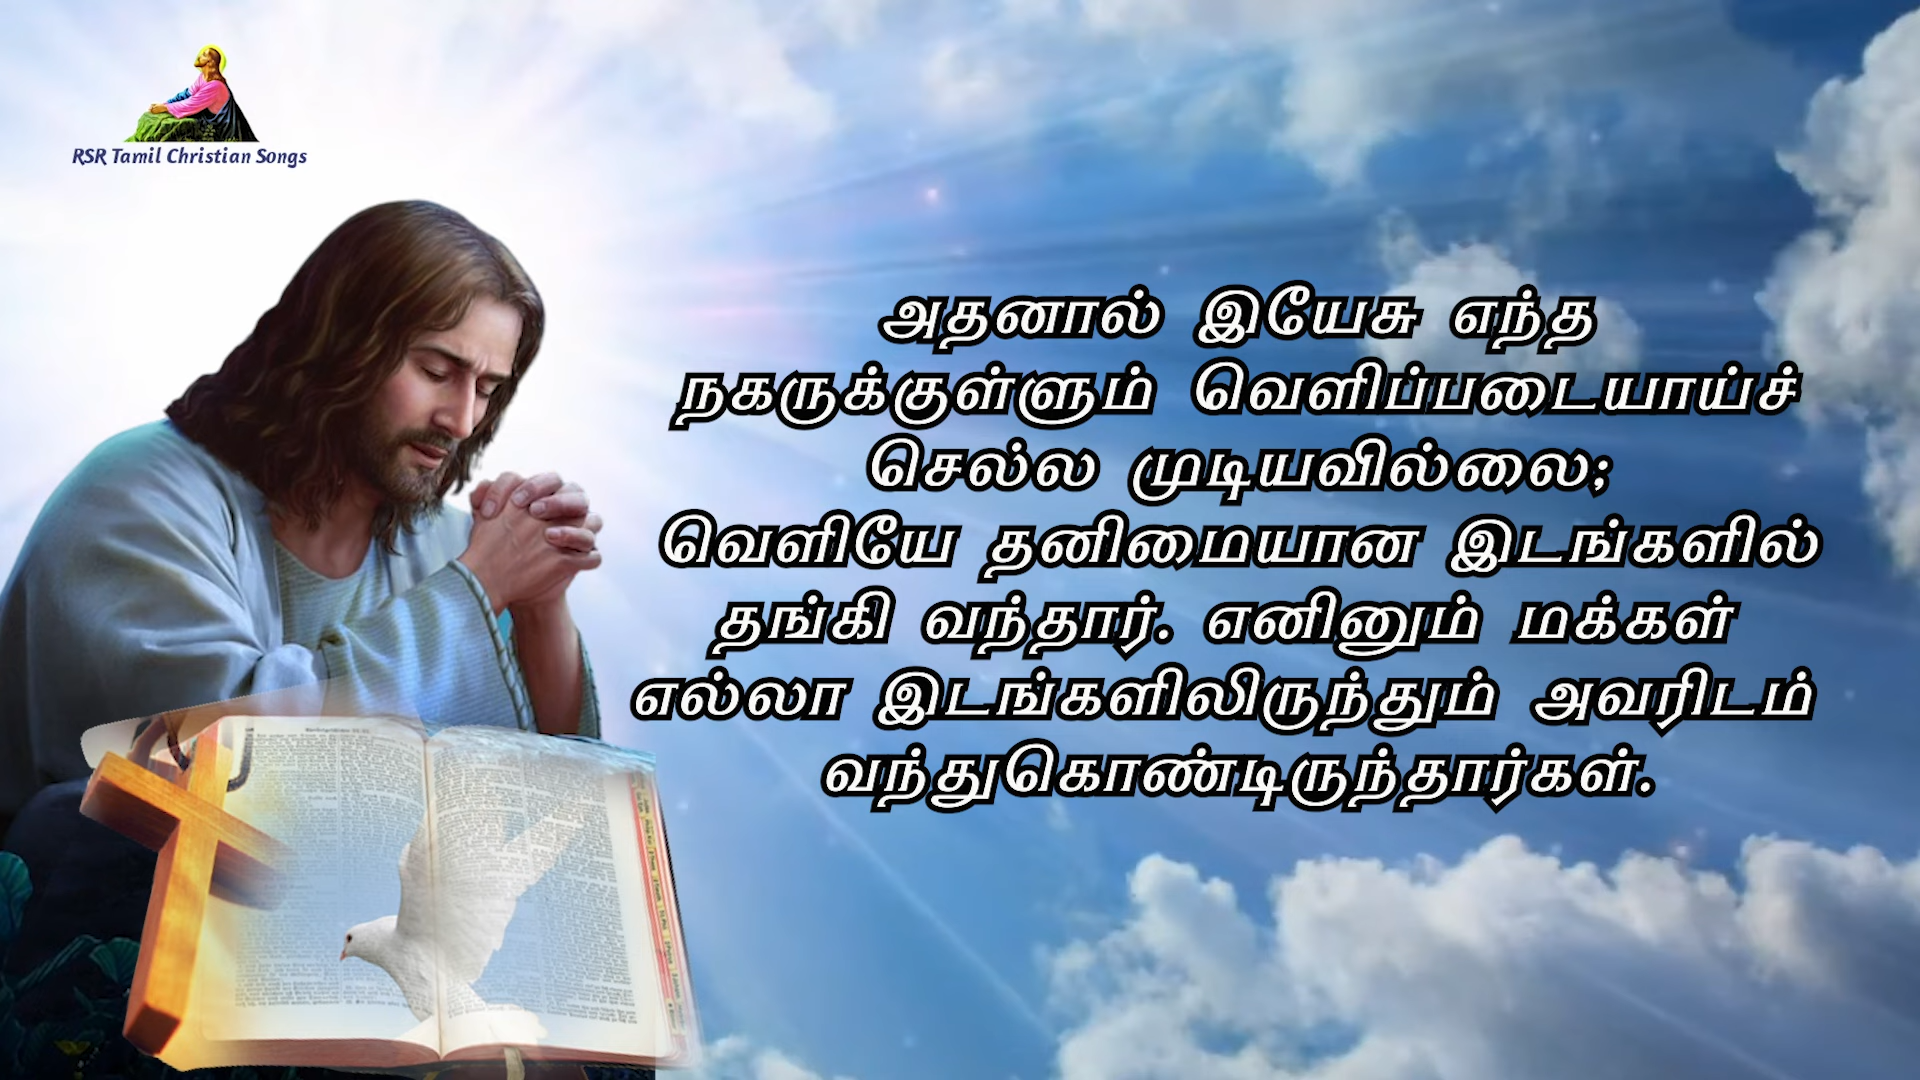 RSR Tamil Christian Songs
அதனால் இயேசு எந்த
நகருக்குள்ளும் வெளிப்படையாய்ச்
செல்ல முடியவில்லை;
வெளியே தனிமையான இடங்களில்
தங்கி வந்தார். எனினும் மக்கள்
எல்லா இடங்களிலிருந்தும் அவரிடம்
வந்துகொண்டிருந்தார்கள்.